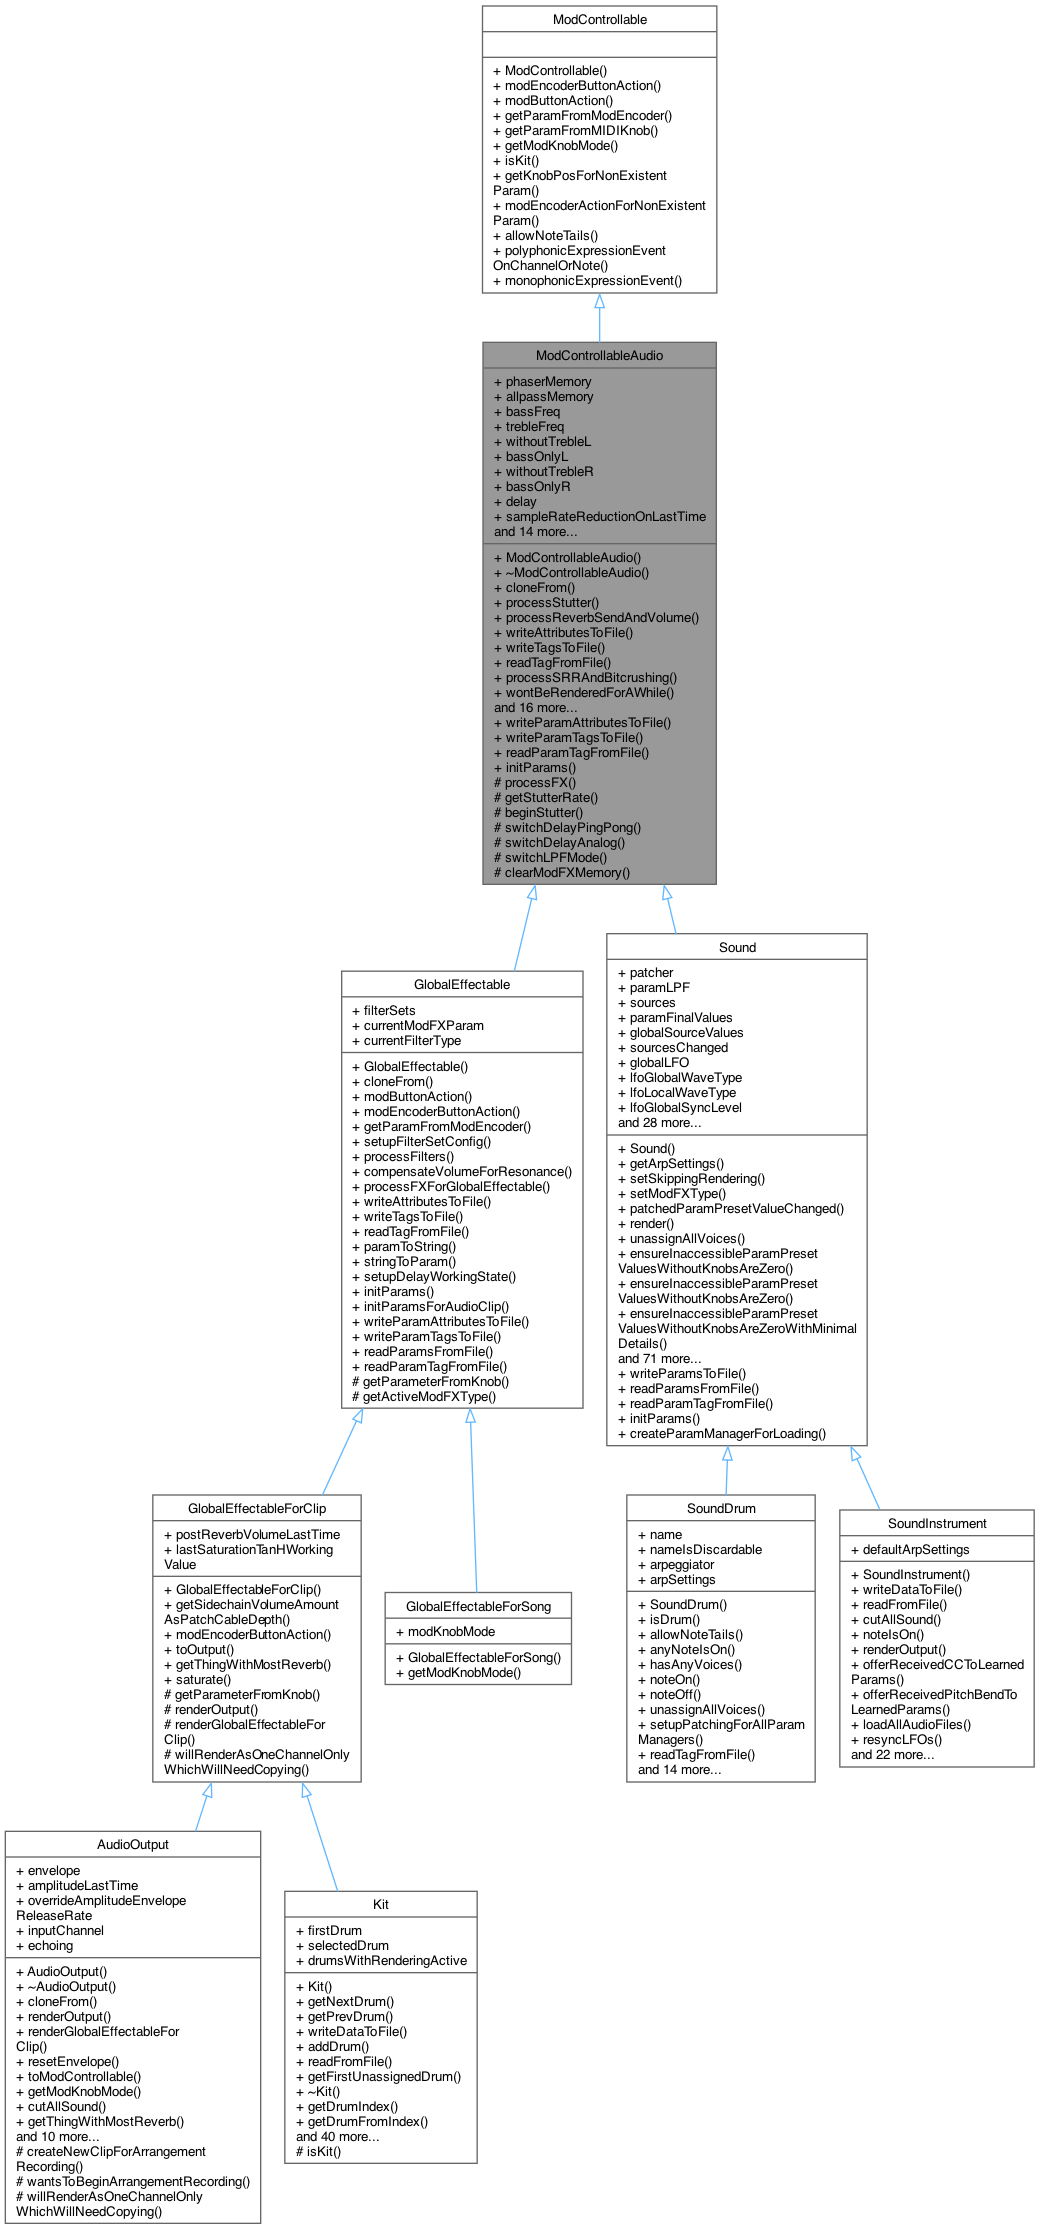 ModControllable
+ ModControllable()
+ modEncoderButtonAction()
+ modButtonAction()
+ getParamFromModEncoder()
+ getParamFromMIDIKnob()
+ getModKnobMode()
+ isKit()
+ getKnobPosForNonExistent
Param()
+ modEncoderActionForNonExistent
Param()
+ allowNoteTails()
+ polyphonicExpressionEvent
OnChannelOrNote()
+ monophonicExpressionEvent()
ModControllableAudio
+ phaserMemory
+ allpassMemory
+ bassFreq
+ trebleFreq
+ withoutTrebleL
+ bassOnlyL
+ withoutTrebleR
+ bassOnlyR
+ delay
+ sampleRateReductionOnLastTime
and 14 more...
+ ModControllableAudio()
+ ~ModControllableAudio()
+ cloneFrom()
+ processStutter()
+ processReverbSendAndVolume()
+ writeAttributesToFile()
+ writeTagsToFile()
+ readTagFromFile()
+ processSRRAndBitcrushing()
+ wontBeRenderedForAWhile()
and 16 more...
+ writeParamAttributesToFile()
+ writeParamTagsToFile()
+ readParamTagFromFile()
+ initParams()
# processFX()
# getStutterRate()
# beginStutter()
# switchDelayPingPong()
# switchDelayAnalog()
# switchLPFMode()
# clearModFXMemory()
GlobalEffectable
+ filterSets
+ currentModFXParam
+ currentFilterType
+ GlobalEffectable()
+ cloneFrom()
+ modButtonAction()
+ modEncoderButtonAction()
+ getParamFromModEncoder()
+ setupFilterSetConfig()
+ processFilters()
+ compensateVolumeForResonance()
+ processFXForGlobalEffectable()
+ writeAttributesToFile()
+ writeTagsToFile()
+ readTagFromFile()
+ paramToString()
+ stringToParam()
+ setupDelayWorkingState()
+ initParams()
+ initParamsForAudioClip()
+ writeParamAttributesToFile()
+ writeParamTagsToFile()
+ readParamsFromFile()
+ readParamTagFromFile()
# getParameterFromKnob()
# getActiveModFXType()
Sound
+ patcher
+ paramLPF
+ sources
+ paramFinalValues
+ globalSourceValues
+ sourcesChanged
+ globalLFO
+ lfoGlobalWaveType
+ lfoLocalWaveType
+ lfoGlobalSyncLevel
and 28 more...
+ Sound()
+ getArpSettings()
+ setSkippingRendering()
+ setModFXType()
+ patchedParamPresetValueChanged()
+ render()
+ unassignAllVoices()
+ ensureInaccessibleParamPreset
ValuesWithoutKnobsAreZero()
+ ensureInaccessibleParamPreset
ValuesWithoutKnobsAreZero()
+ ensureInaccessibleParamPreset
ValuesWithoutKnobsAreZeroWithMinimal
Details()
and 71 more...
+ writeParamsToFile()
+ readParamsFromFile()
+ readParamTagFromFile()
+ initParams()
+ createParamManagerForLoading()
GlobalEffectableForClip
+ postReverbVolumeLastTime
+ lastSaturationTanHWorking
Value
+ GlobalEffectableForClip()
+ getSidechainVolumeAmount
AsPatchCableDepth()
+ modEncoderButtonAction()
+ toOutput()
+ getThingWithMostReverb()
+ saturate()
# getParameterFromKnob()
# renderOutput()
# renderGlobalEffectableFor
Clip()
# willRenderAsOneChannelOnly
WhichWillNeedCopying()
GlobalEffectableForSong
+ modKnobMode
+ GlobalEffectableForSong()
+ getModKnobMode()
SoundDrum
+ name
+ nameIsDiscardable
+ arpeggiator
+ arpSettings
+ SoundDrum()
+ isDrum()
+ allowNoteTails()
+ anyNoteIsOn()
+ hasAnyVoices()
+ noteOn()
+ noteOff()
+ unassignAllVoices()
+ setupPatchingForAllParam
Managers()
+ readTagFromFile()
and 14 more...
SoundInstrument
+ defaultArpSettings
+ SoundInstrument()
+ writeDataToFile()
+ readFromFile()
+ cutAllSound()
+ noteIsOn()
+ renderOutput()
+ offerReceivedCCToLearned
Params()
+ offerReceivedPitchBendTo
LearnedParams()
+ loadAllAudioFiles()
+ resyncLFOs()
and 22 more...
AudioOutput
+ envelope
+ amplitudeLastTime
+ overrideAmplitudeEnvelope
ReleaseRate
+ inputChannel
+ echoing
+ AudioOutput()
+ ~AudioOutput()
+ cloneFrom()
+ renderOutput()
+ renderGlobalEffectableFor
Clip()
+ resetEnvelope()
+ toModControllable()
+ getModKnobMode()
+ cutAllSound()
+ getThingWithMostReverb()
and 10 more...
# createNewClipForArrangement
Recording()
# wantsToBeginArrangementRecording()
# willRenderAsOneChannelOnly
WhichWillNeedCopying()
Kit
+ firstDrum
+ selectedDrum
+ drumsWithRenderingActive
+ Kit()
+ getNextDrum()
+ getPrevDrum()
+ writeDataToFile()
+ addDrum()
+ readFromFile()
+ getFirstUnassignedDrum()
+ ~Kit()
+ getDrumIndex()
+ getDrumFromIndex()
and 40 more...
# isKit()